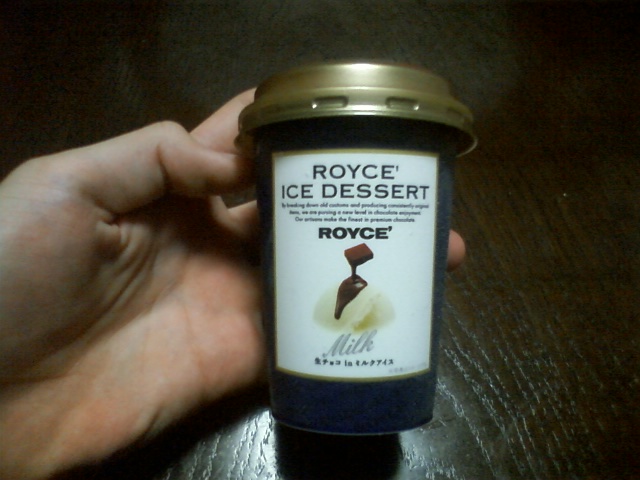 ROYCE'
ICE DESSERT
By breaking down old customs and producing consistently original
item, we are pursing a new level in chocolate enjoyment.
Our artisans make the finest in premium chocolate.
ROYCE'
Milk
生チョコ in ミルクアイス